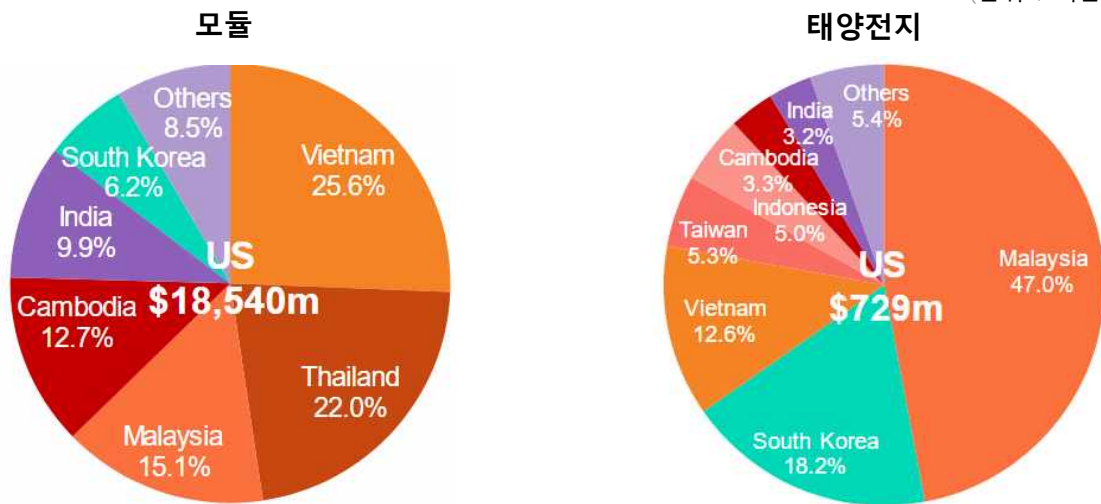 모듈
Others
8.5%
South Korea
6.2%
India
9.9%
Cambodia
12.7%
Malaysia
15.1%
Thailand
22.0%
Vietnam
25.6%
US
$18,540m
태양전지
Others
5.4%
India
3.2%
Cambodia
3.3%
Indonesia
5.0%
Taiwan
5.3%
Vietnam
12.6%
South Korea
18.2%
Malaysia
47.0%
US
$729m